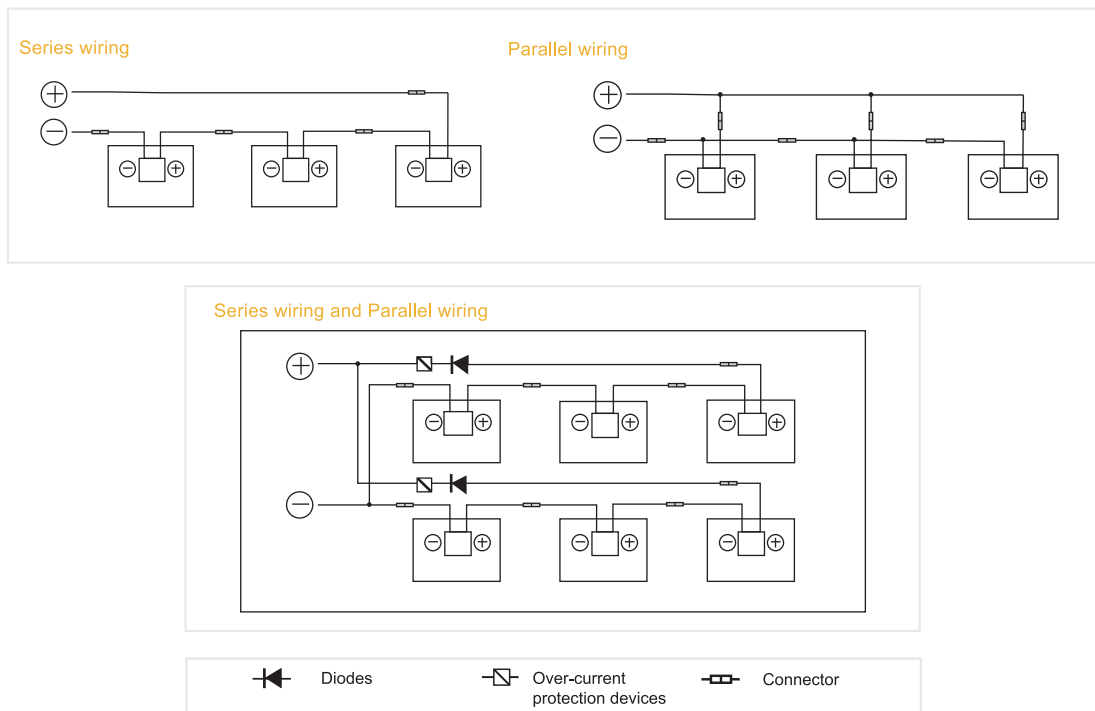 Series wiring
Parallel wiring
Series wiring and Parallel wiring
Diodes
Over-current
protection devices
Connector